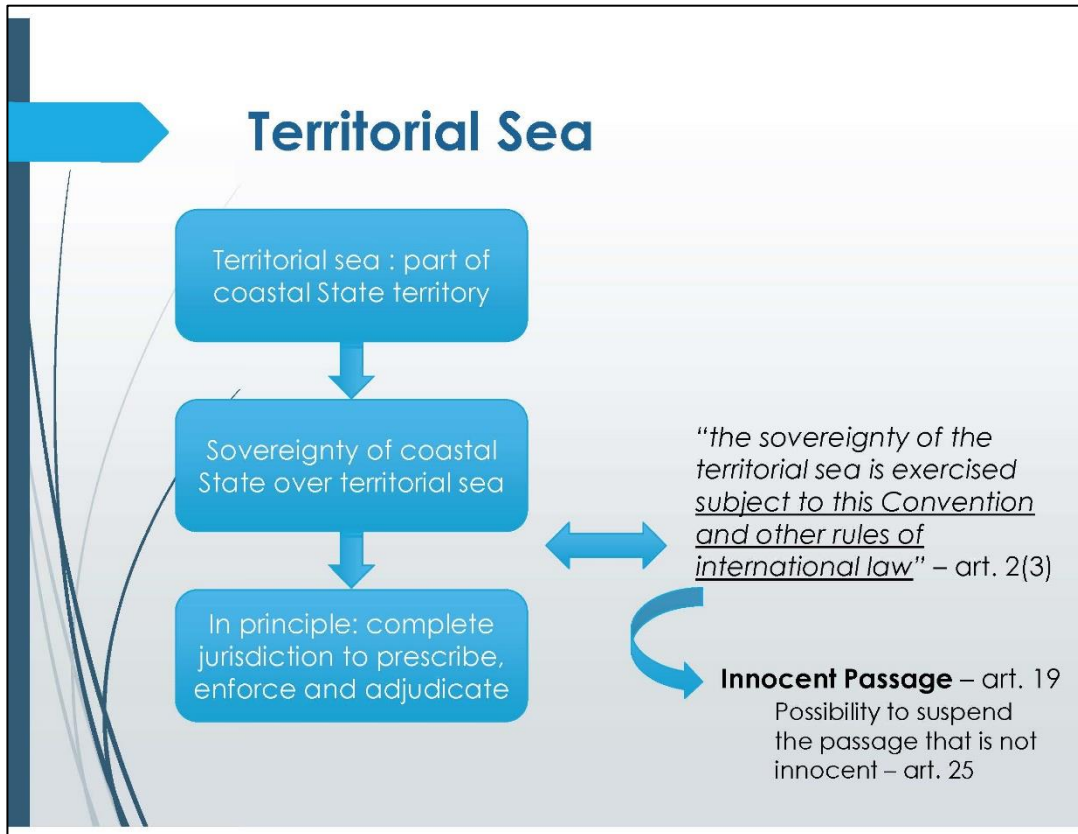 Territorial Sea
Territorial sea : part of
coastal State territory
Sovereignty of coastal
State over territorial sea
In principle: complete
jurisdiction to prescribe,
enforce and adjudicate
“the sovereignty of the
territorial sea is exercised
subject to this Convention
and other rules of
international law” – art. 2(3)
Innocent Passage – art. 19
Possibility to suspend
the passage that is not
innocent – art. 25